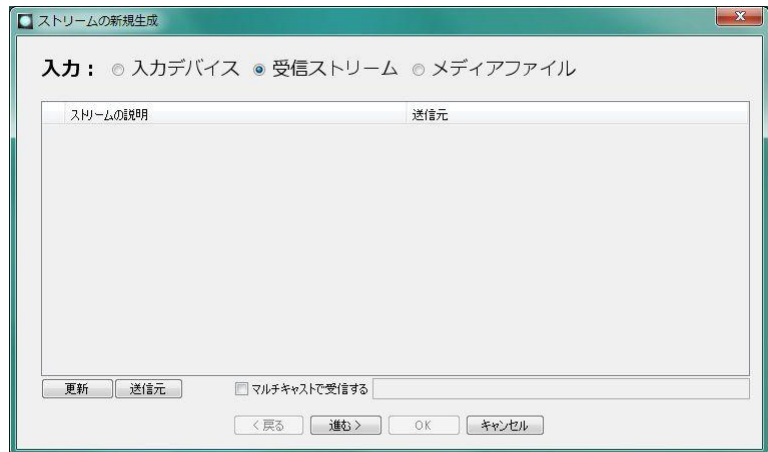 ストリームの新規生成
入力： 入力デバイス 受信ストリーム メディアファイル
ストリームの説明 送信元
更新 送信元 マルチキャストで受信する
< 戻る 進む > OK キャンセル